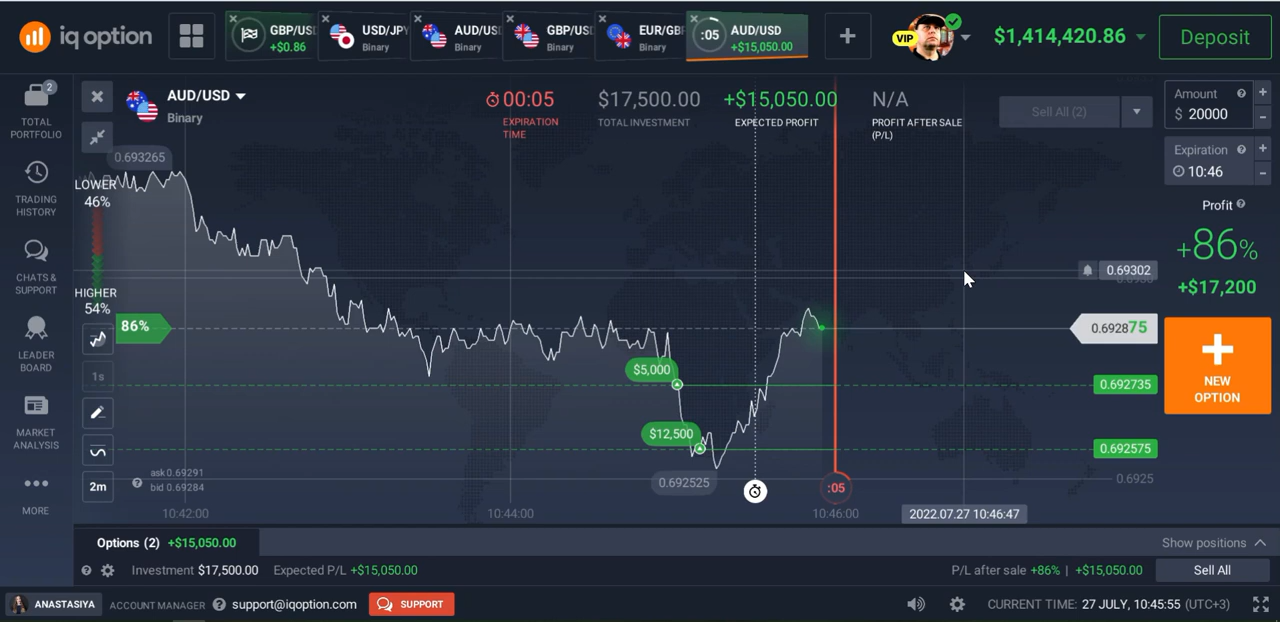 iq option
GBP/US
+$0.86
USD/JPY
Binary
AUD/US
Binary
GBP/US
Binary
EUR/GB
Binary
:05
AUD/USD
+$15,050.00
VIP
$1,414,420.86
Deposit
2
TOTAL
PORTFOLIO
TRADING
HISTORY
CHATS &
SUPPORT
LEADER
BOARD
MARKET
ANALYSIS
MORE
AUD/USD
Binary
00:05
EXPIRATION
TIME
$17,500.00
TOTAL INVESTMENT
+$15,050.00
EXPECTED PROFIT
N/A
PROFIT AFTER SALE
(P/L)
Sell All (2)
Amount
$ 20000
Expiration
10:46
Profit
+86%
+$17,200
NEW
OPTION
0.693265
LOWER
46%
HIGHER
54%
86%
1s
2m
ask 0.69291
bid 0.69284
$5,000
$12,500
0.692525
0.69302
0.692875
0.692735
0.692575
0.6925
:05
10:42:00
10:44:00
10:46:00
2022.07.27 10:46:47
Options (2) +$15,050.00
Show positions
Investment $17,500.00 Expected P/L +$15,050.00
P/L after sale +86% | +$15,050.00
Sell All
ANASTASIYA
ACCOUNT MANAGER
support@iqoption.com
SUPPORT
CURRENT TIME: 27 JULY, 10:45:55 (UTC+3)